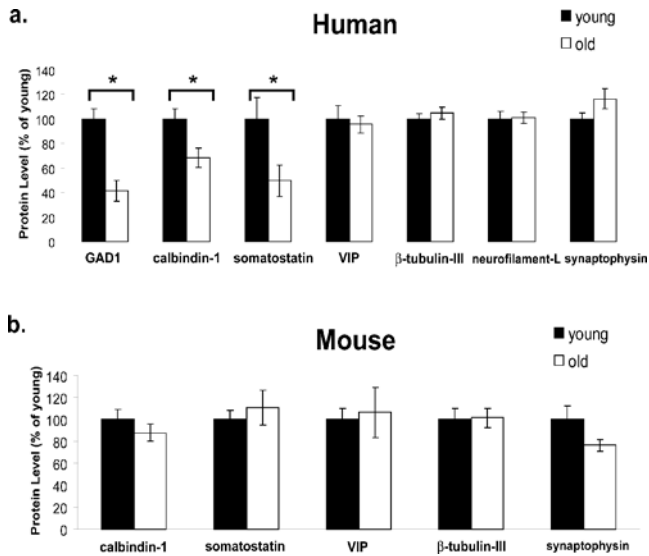 a.
Human
young
old
Protein Level (% of young)
140
120
100
80
60
40
20
0
*
*
*
GAD1 calbindin-1 somatostatin VIP β-tubulin-III neurofilament-L synaptophysin
b.
Mouse
young
old
Protein Level (% of young)
140
120
100
80
60
40
20
0
calbindin-1 somatostatin VIP β-tubulin-III synaptophysin